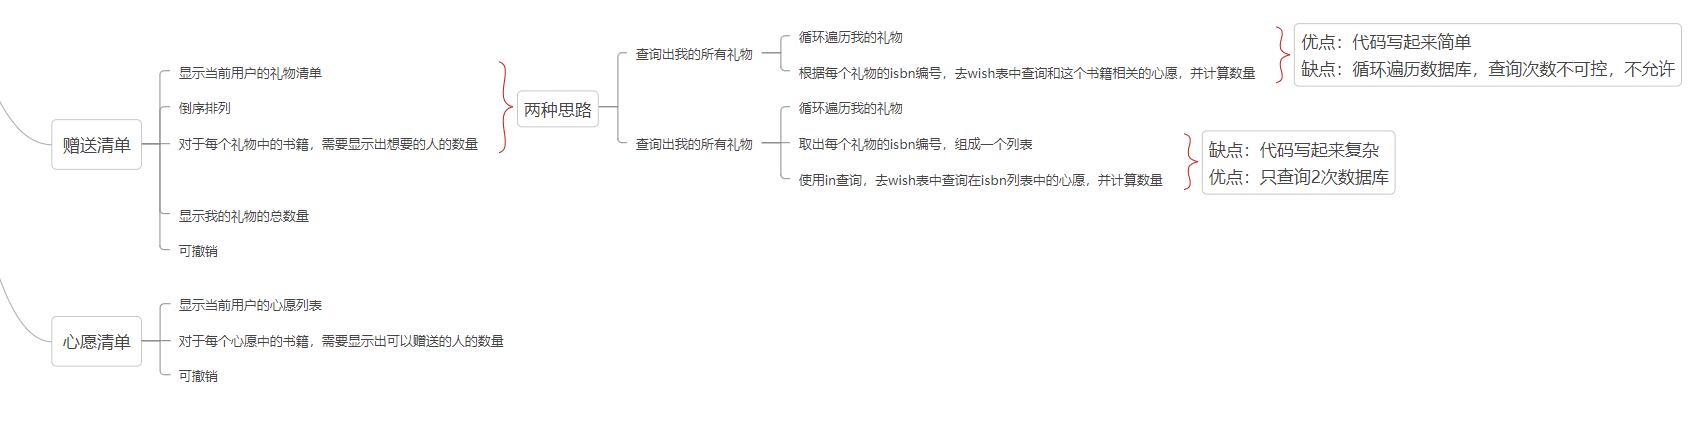 赠送清单
显示当前用户的礼物清单
倒序排列
对于每个礼物中的书籍，需要显示出想要的人的数量
显示我的礼物的总数量
可撤销
两种思路
查询出我的所有礼物
循环遍历我的礼物
根据每个礼物的isbn编号，去wish表中查询和这个书籍相关的心愿，并计算数量
优点：代码写起来简单
缺点：循环遍历数据库，查询次数不可控，不允许
查询出我的所有礼物
循环遍历我的礼物
取出每个礼物的isbn编号，组成一个列表
使用in查询，去wish表中查询在isbn列表中的心愿，并计算数量
缺点：代码写起来复杂
优点：只查询2次数据库
心愿清单
显示当前用户的心愿列表
对于每个心愿中的书籍，需要显示出可以赠送的人的数量
可撤销